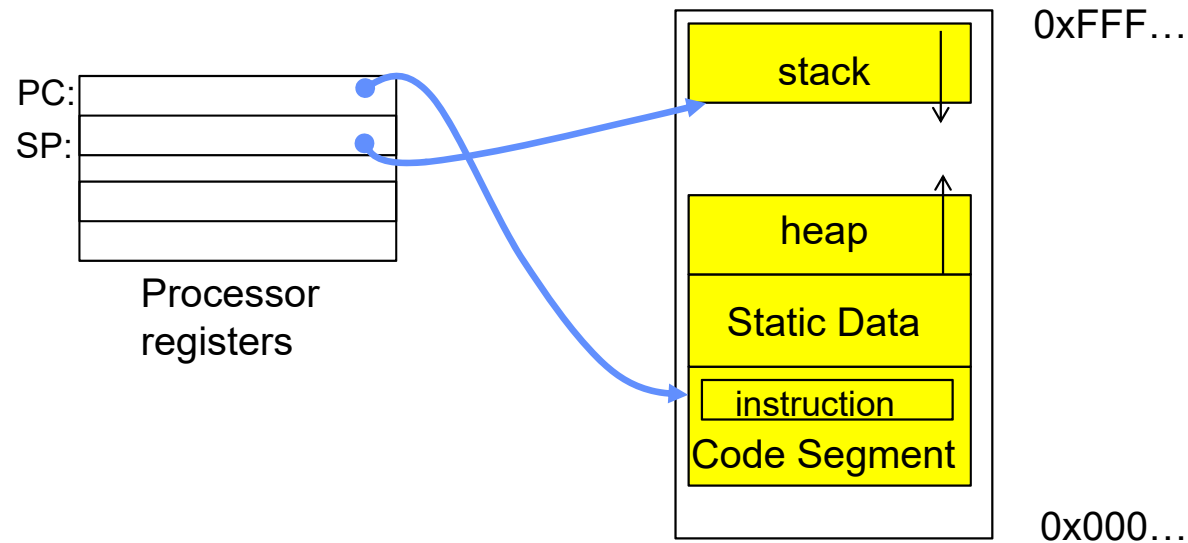 PC:
SP:
Processor
registers
stack
heap
Static Data
instruction
Code Segment
0xFFF…
0x000…